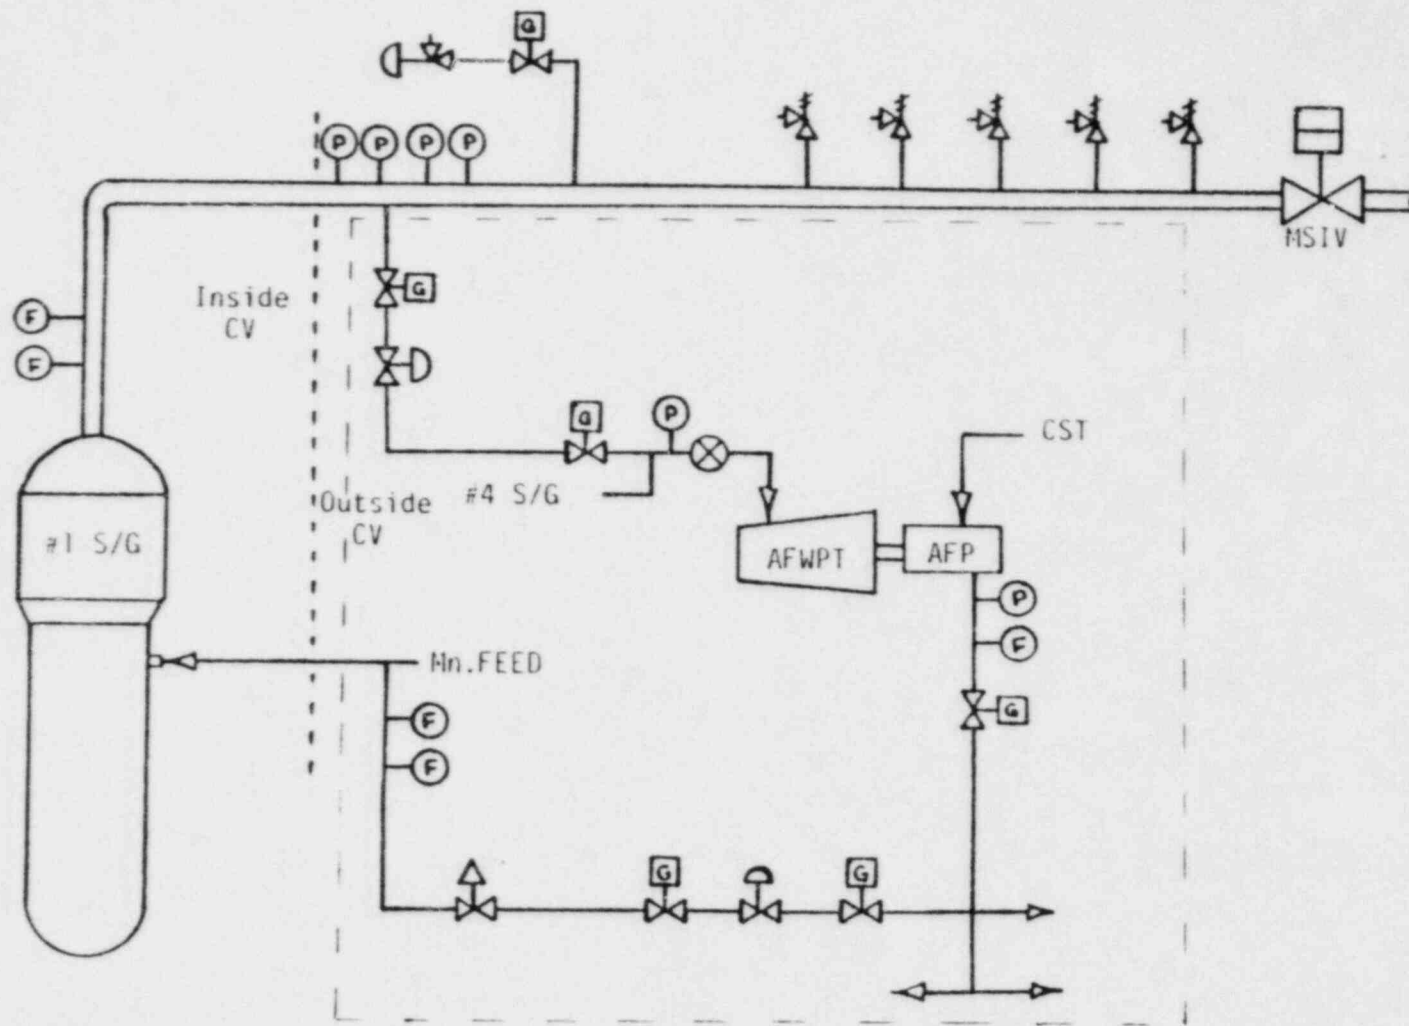 G
P P P P
MSIV
Inside
CV
G
F
F
G P
CST
#4 S/G
Outside
CV
#1 S/G
AFWPT
AFP
P
F
Mn.FEED
G
F
F
G G